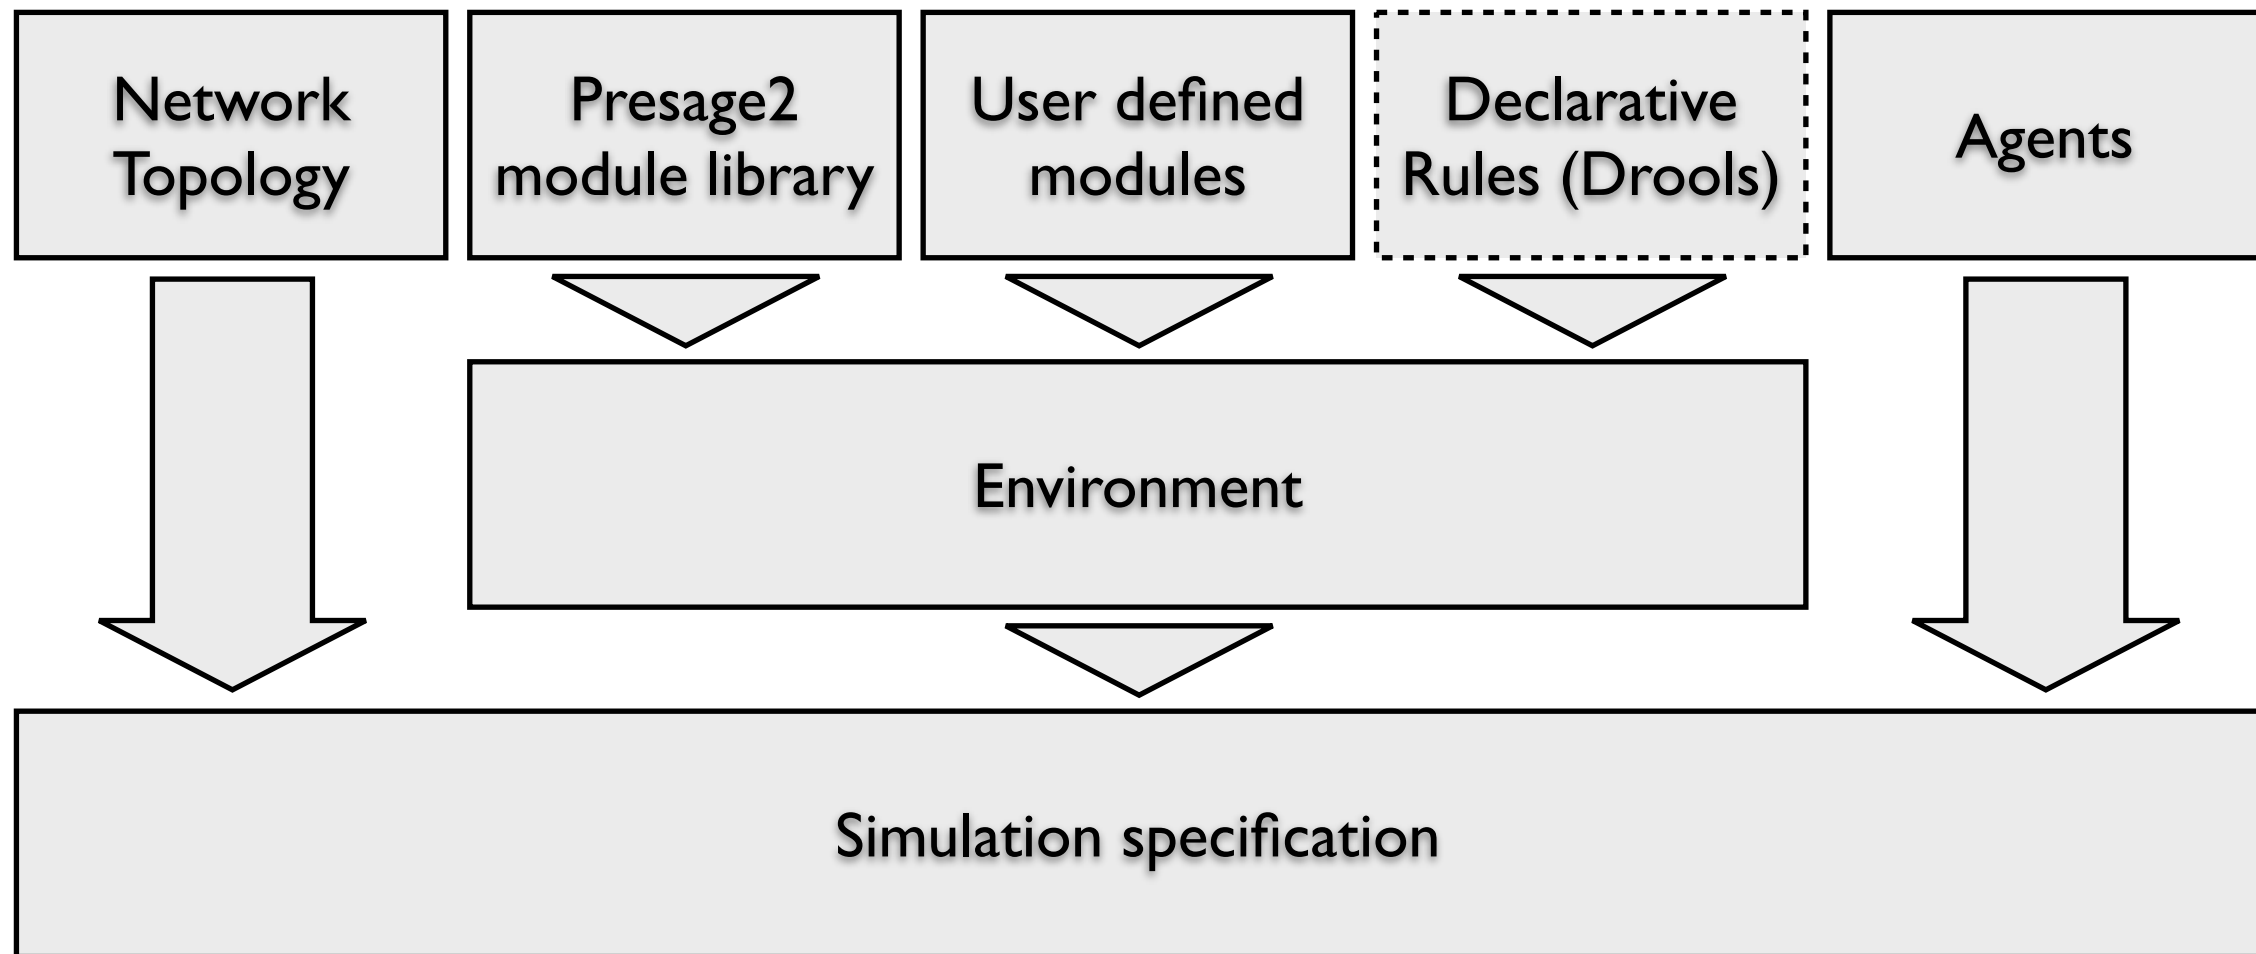 Network
Topology
Presage2
module library
User defined
modules
Declarative
Rules (Drools)
Agents
Environment
Simulation specification